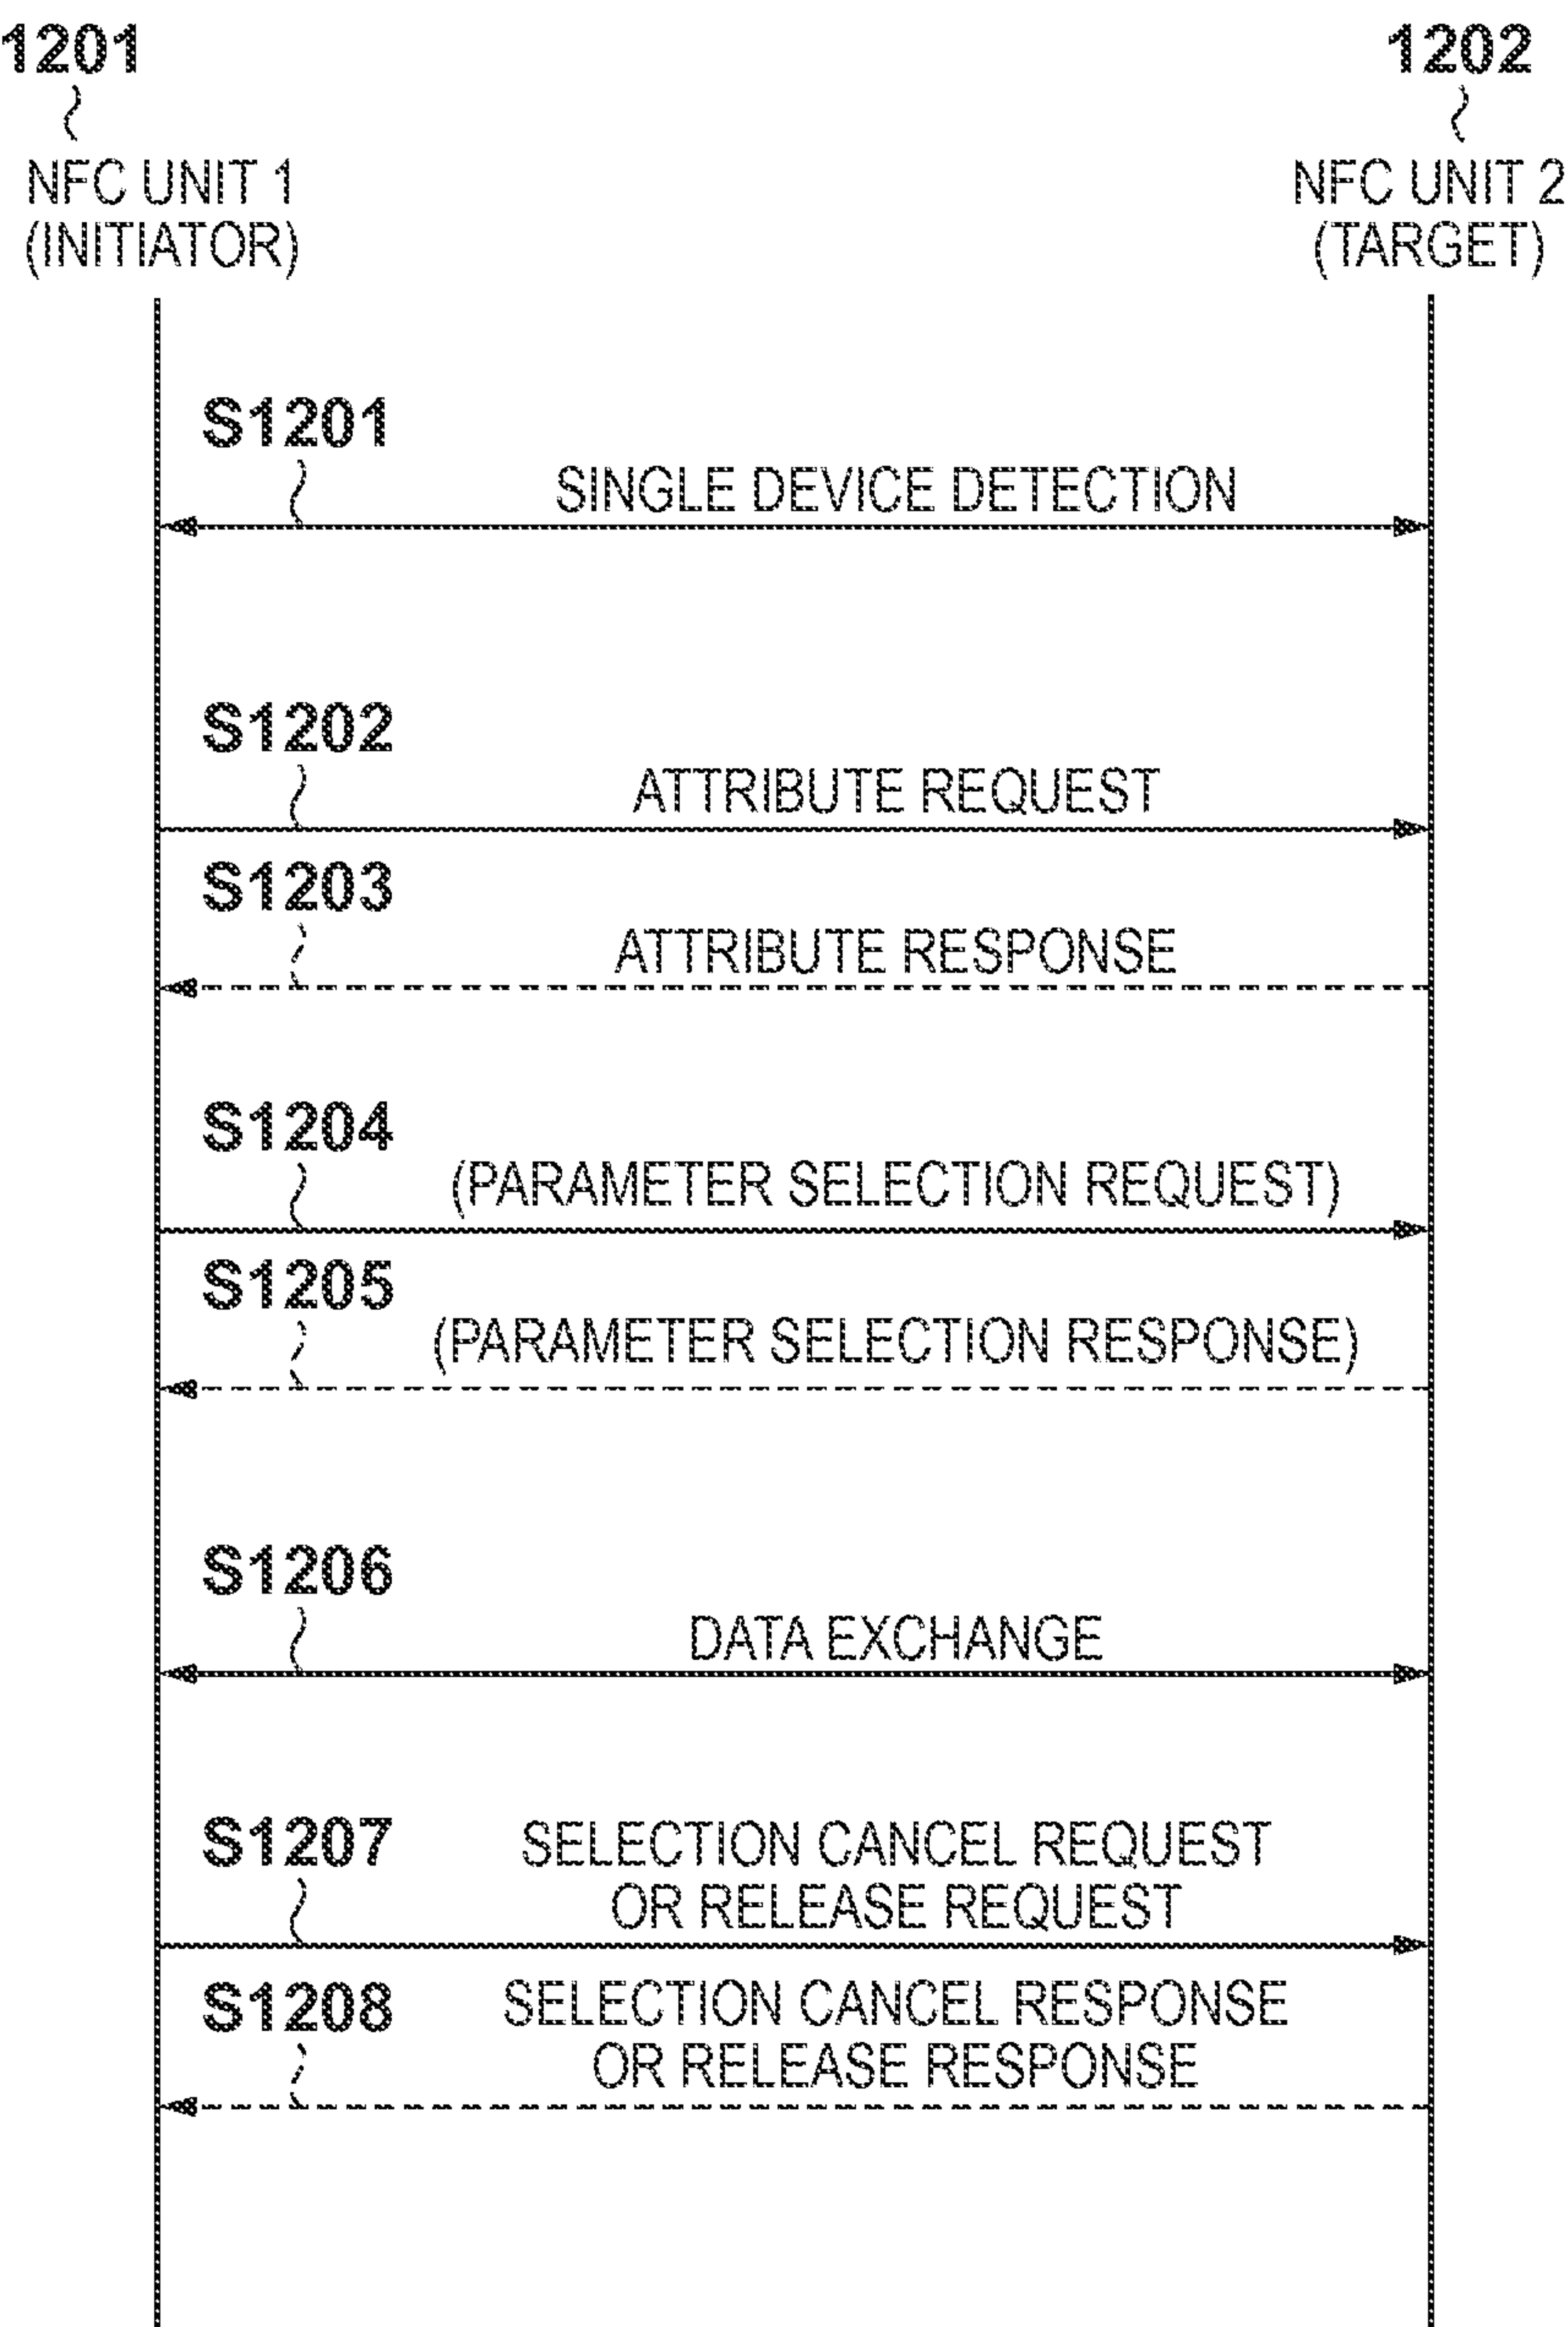 1201
1202
NFC UNIT 1
(INITIATOR)
NFC UNIT 2
(TARGET)
S1201
SINGLE DEVICE DETECTION
S1202
ATTRIBUTE REQUEST
S1203
ATTRIBUTE RESPONSE
S1204
(PARAMETER SELECTION REQUEST)
S1205
(PARAMETER SELECTION RESPONSE)
S1206
DATA EXCHANGE
S1207
SELECTION CANCEL REQUEST
OR RELEASE REQUEST
S1208
SELECTION CANCEL RESPONSE
OR RELEASE RESPONSE